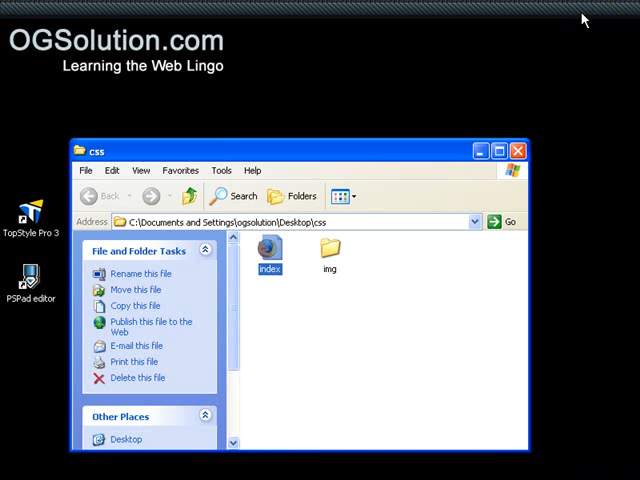 OGSolution.com
Learning the Web Lingo
css
File Edit View Favorites Tools Help
Back Search Folders
Address C:\Documents and Settings\ogsolution\Desktop\css Go
TopStyle Pro 3
PSPad editor
File and Folder Tasks
Rename this file
Move this file
Copy this file
Publish this file to the
Web
E-mail this file
Print this file
Delete this file
Other Places
Desktop
index
img